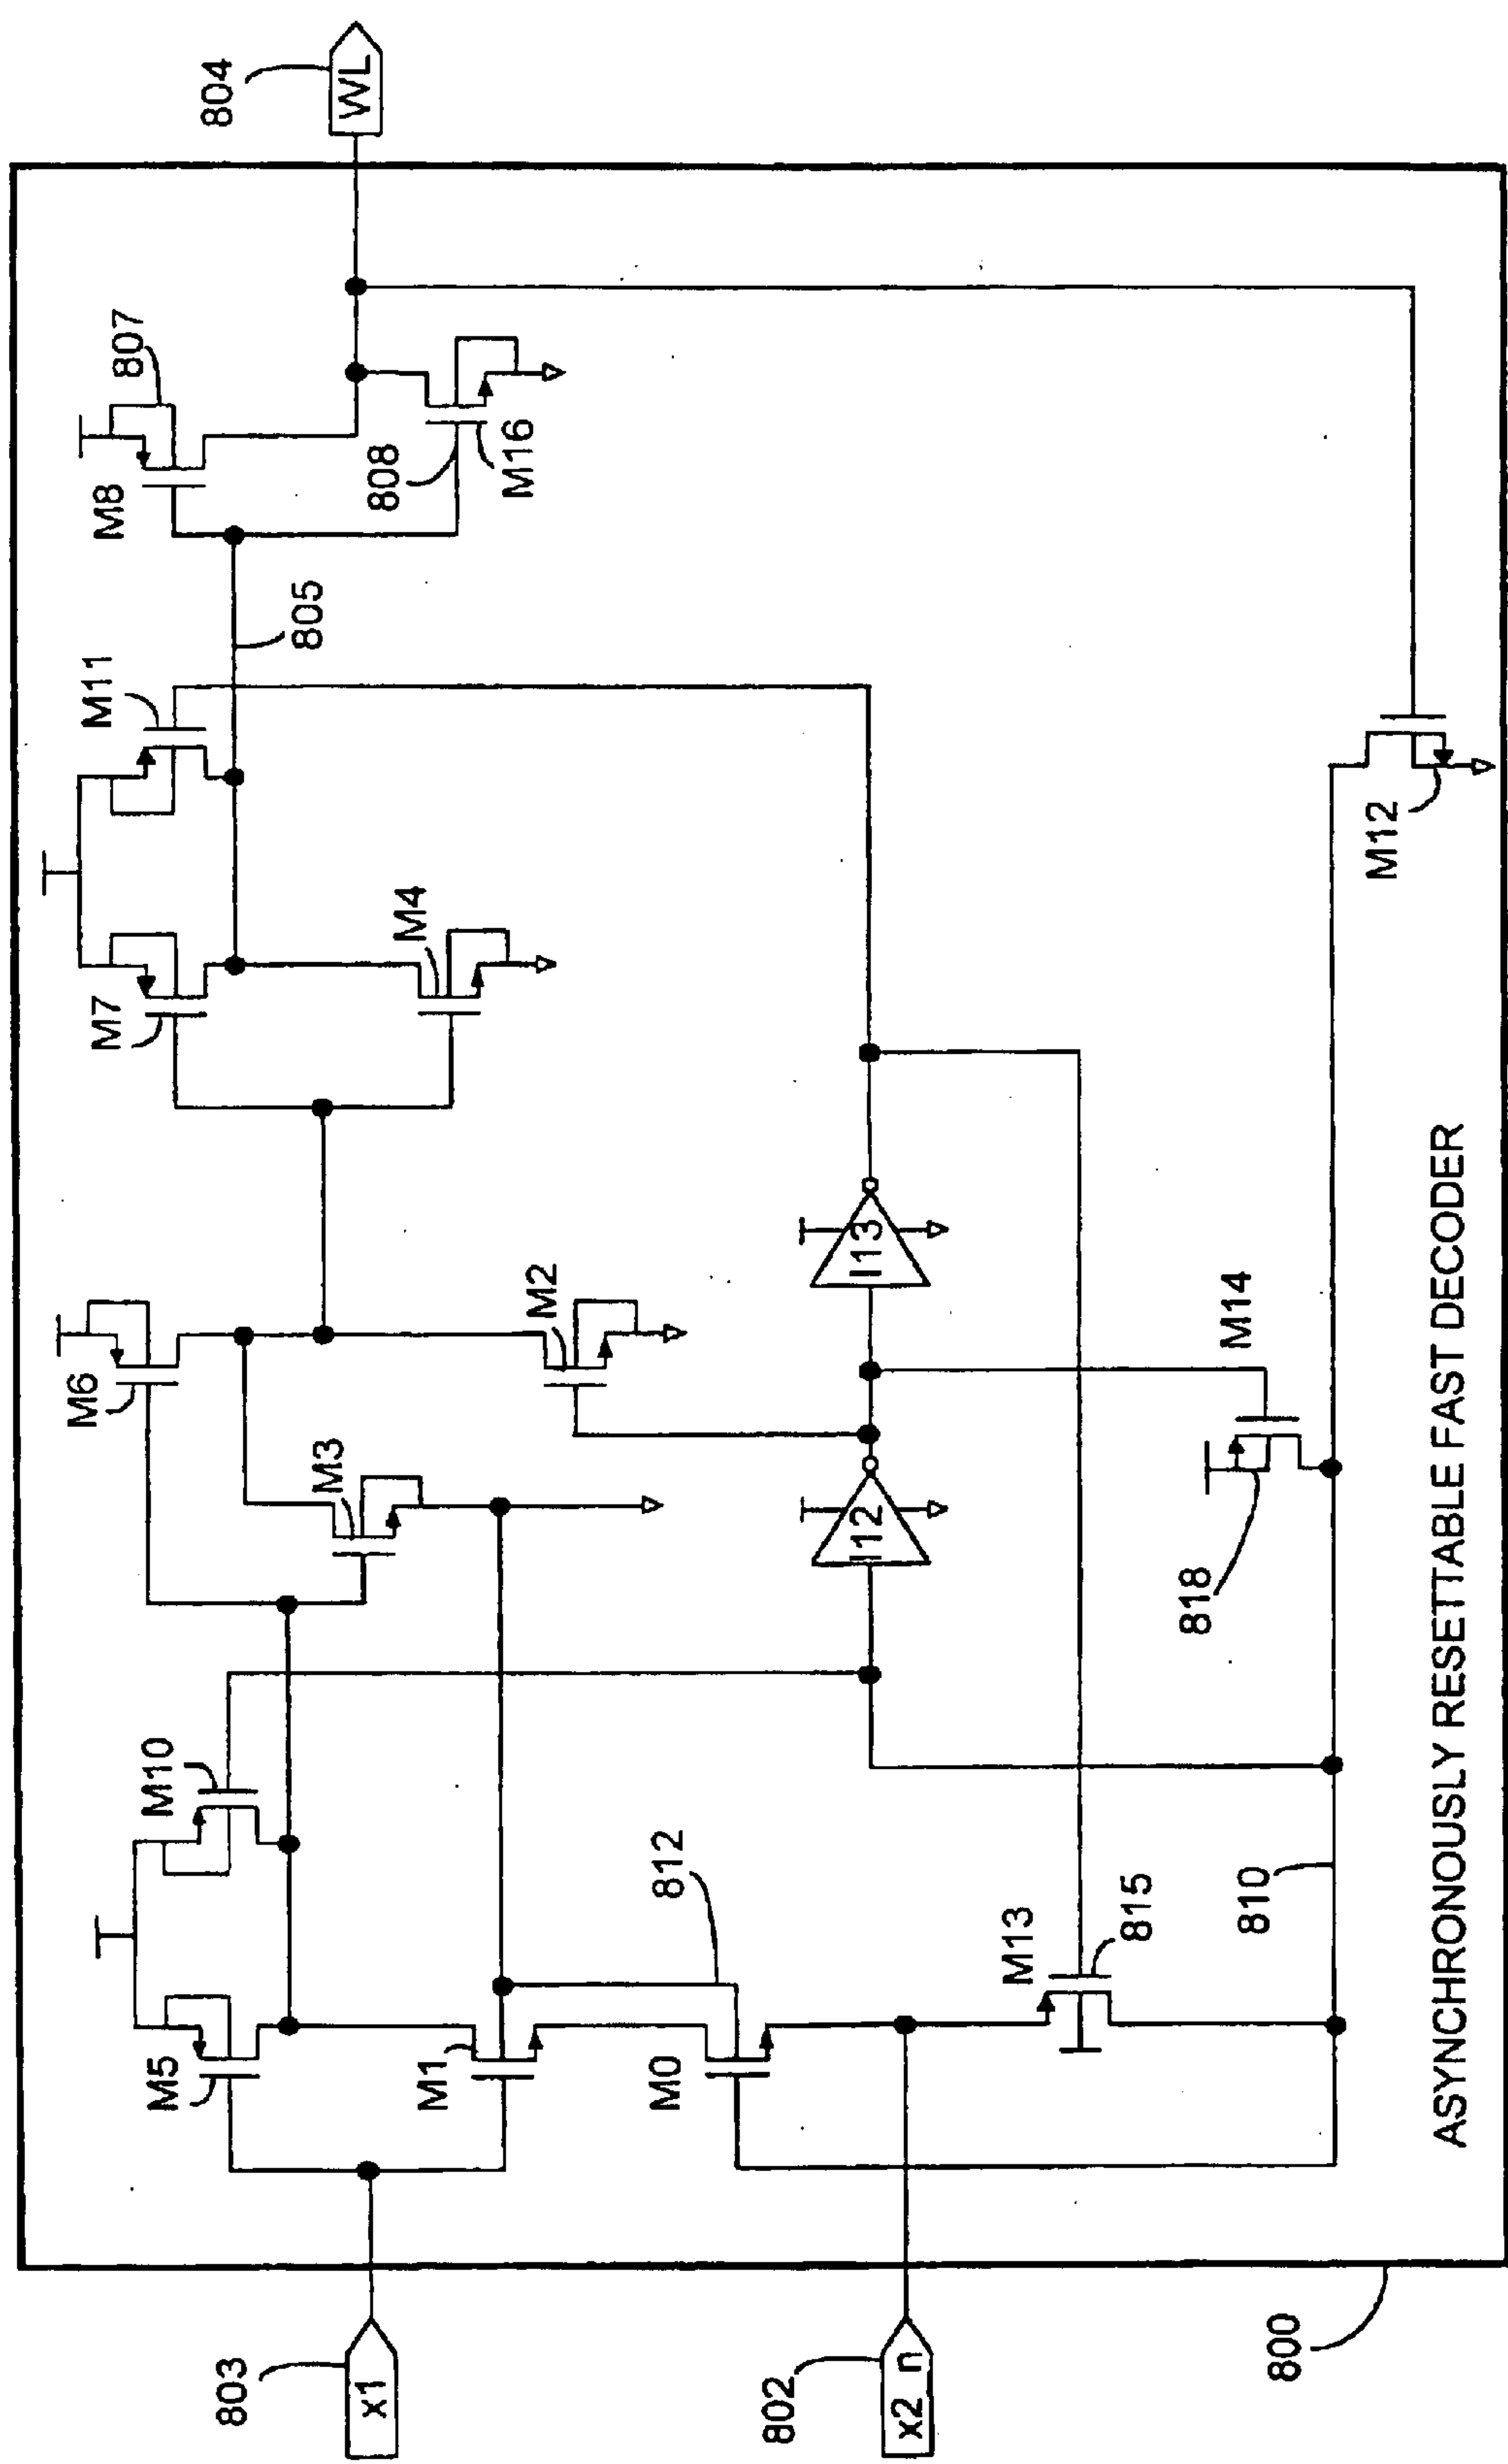 804
WL
807
M8
808
M16
805
M11
M7
M4
M6
M2
M3
M10
M5
M1
M0
812
I12
I13
M14
818
M13
815
810
M12
803
x1
802
x2_n
800
ASYNCHRONOUSLY RESETTABLE FAST DECODER